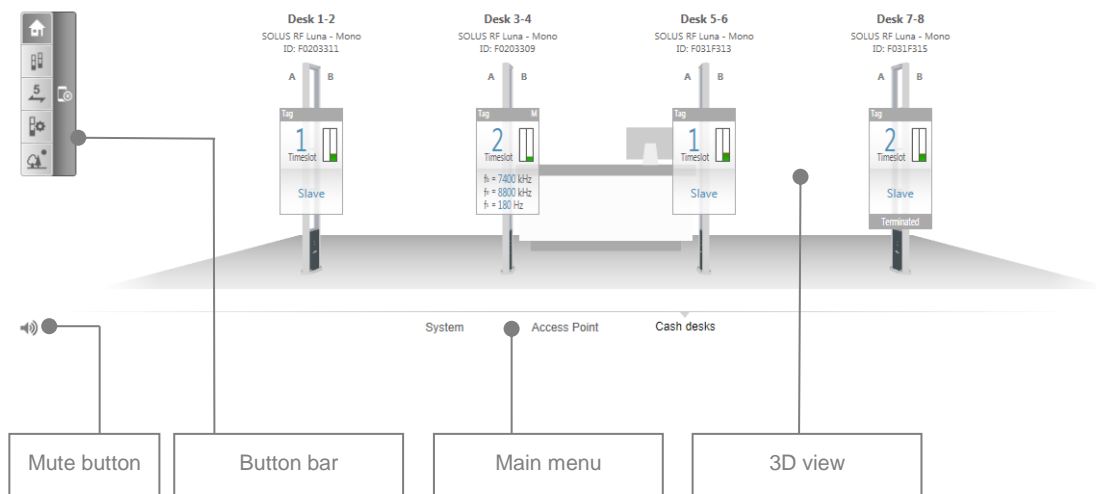 Desk 1-2
SOLUS RF Luna - Mono
ID: F0203311
A B
Tag
1
Timeslot
Slave
Desk 3-4
SOLUS RF Luna - Mono
ID: F0203309
A B
Tag M
2
Timeslot
= 7400 kHz
= 8800 kHz
= 180 Hz
Desk 5-6
SOLUS RF Luna - Mono
ID: F031F313
A B
Tag
1
Timeslot
Slave
Desk 7-8
SOLUS RF Luna - Mono
ID: F031F315
A B
Tag
2
Timeslot
Slave
Terminated
5
System Access Point Cash desks
Mute button Button bar Main menu 3D view